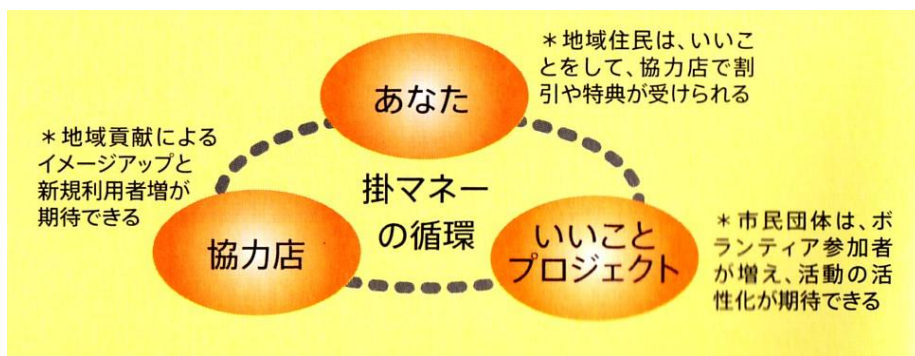 あなた
＊地域住民は、いいこ
とをして、協力店で割
引や特典が受けられる
＊地域貢献による
イメージアップと
新規利用者増が
期待できる
掛マネー
の循環
協力店
いいこと
プロジェクト
＊市民団体は、ボ
ランティア参加者
が増え、活動の活
性化が期待できる